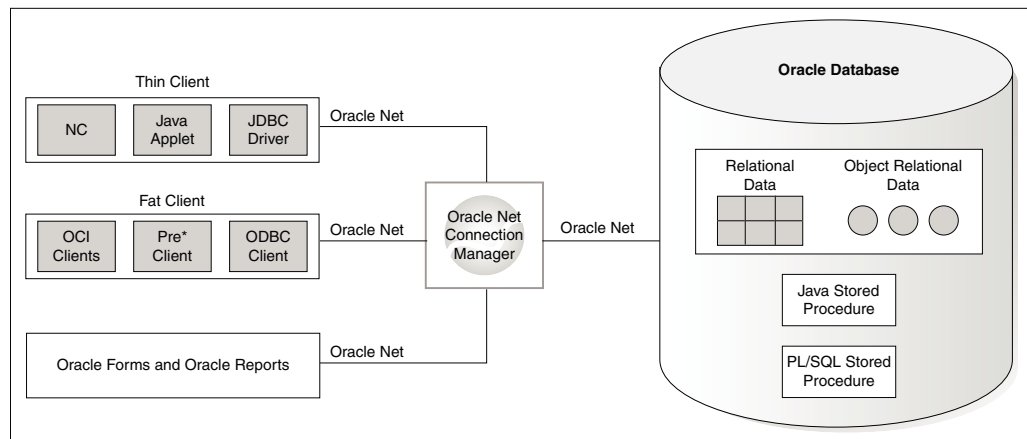 Thin Client
NC
Java
Applet
JDBC
Driver
Oracle Net
Fat Client
OCI
Clients
Pre*
Client
ODBC
Client
Oracle Net
Oracle Forms and Oracle Reports
Oracle Net
Oracle Net
Connection
Manager
Oracle Net
Oracle Database
Relational
Data
Object Relational
Data
Java Stored
Procedure
PL/SQL Stored
Procedure